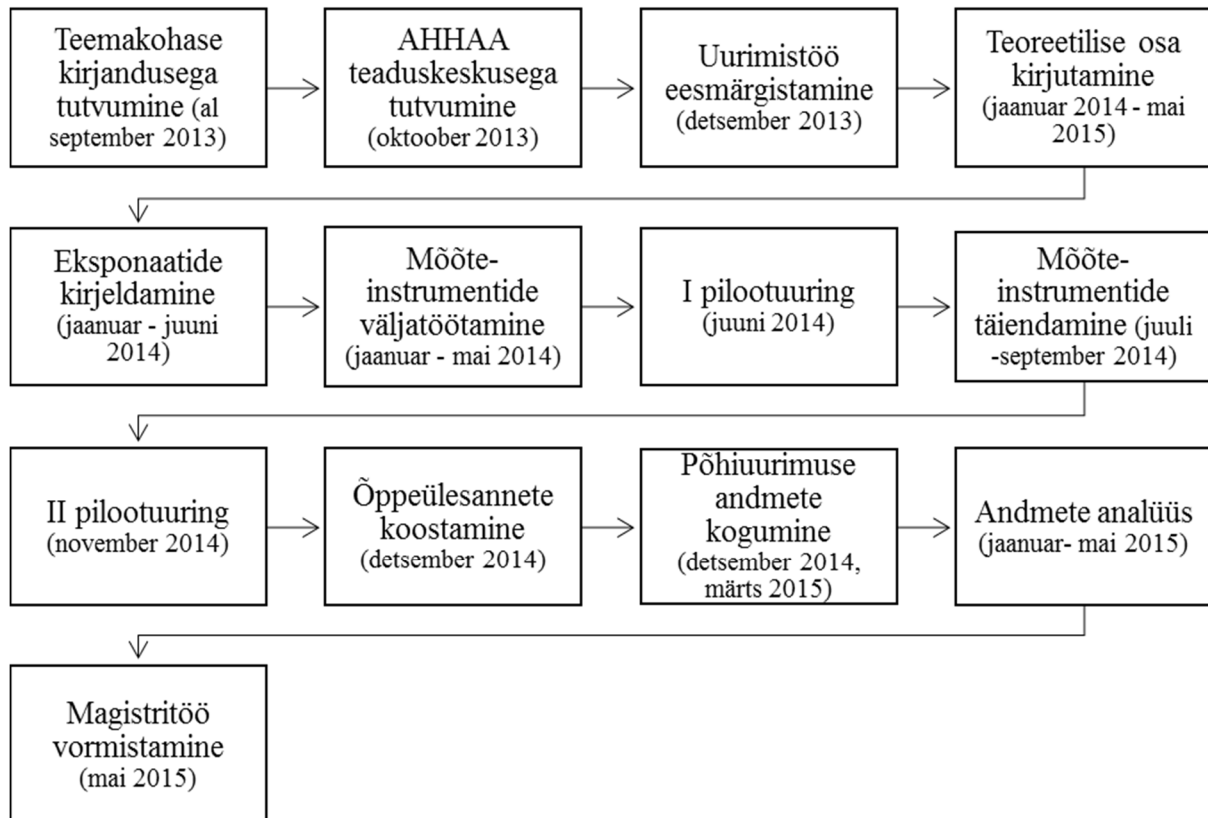 Teemakohase
kirjandusega
tutvumine (al
september 2013)
AHHAA
teaduskeskusega
tutvumine
(oktoober 2013)
Uurimistöö
eesmärgistamine
(detsember 2013)
Teoreetilise osa
kirjutamine
(jaanuar 2014 - mai
2015)
Eksponaatide
kirjeldamine
(jaanuar - juuni
2014)
Mõõte-
instrumentide
väljatöötamine
(jaanuar - mai 2014)
I pilootuuring
(juuni 2014)
Mõõte-
instrumentide
täiendamine (juuli
-september 2014)
II pilootuuring
(november 2014)
Õppeülesannete
koostamine
(detsember 2014)
Põhiuurimuse
andmete
kogumine
(detsember 2014,
märts 2015)
Andmete analüüs
(jaanuar- mai 2015)
Magistritöö
vormistamine
(mai 2015)